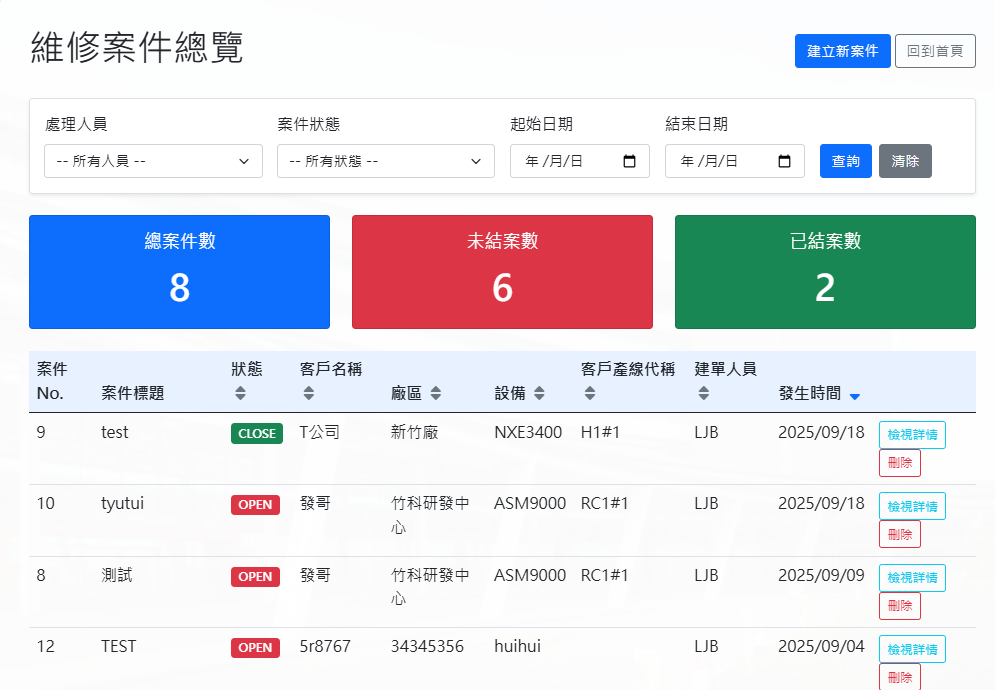 維修案件總覽
建立新案件 回到首頁
處理人員 案件狀態 起始日期 結束日期
-- 所有人員 -- -- 所有狀態 -- 年 /月/日 年 /月/日 查詢 清除
總案件數 未結案數 已結案數
8 6 2
案件 狀態 客戶名稱 客戶產線代稱 建單人員
No. 案件標題 廠區 設備 發生時間
9 test CLOSE T公司 新竹廠 NXE3400 H1#1 LJB 2025/09/18 檢視詳情
刪除
10 tyutui OPEN 發哥 竹科研發中 ASM9000 RC1#1 LJB 2025/09/18 檢視詳情
心 刪除
8 測試 OPEN 發哥 竹科研發中 ASM9000 RC1#1 LJB 2025/09/09 檢視詳情
心 刪除
12 TEST OPEN 5r8767 34345356 huihui LJB 2025/09/04 檢視詳情
刪除